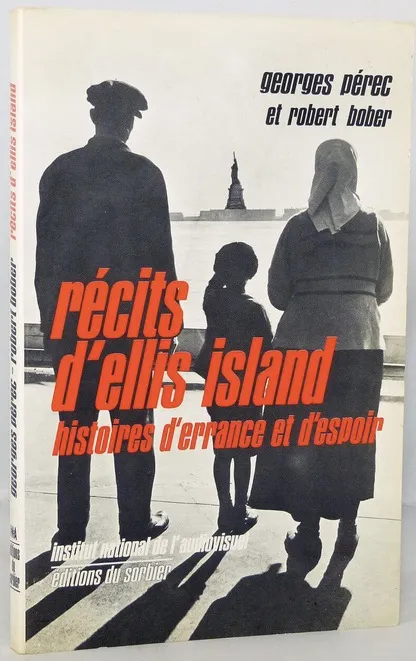 georges pérec
et robert bober
récits
d'ellis island
histoires d'errance et d'espoir
institut national de l'audiovisuel
éditions du sorbier
georges pérec - robert bober récits d'ellis island